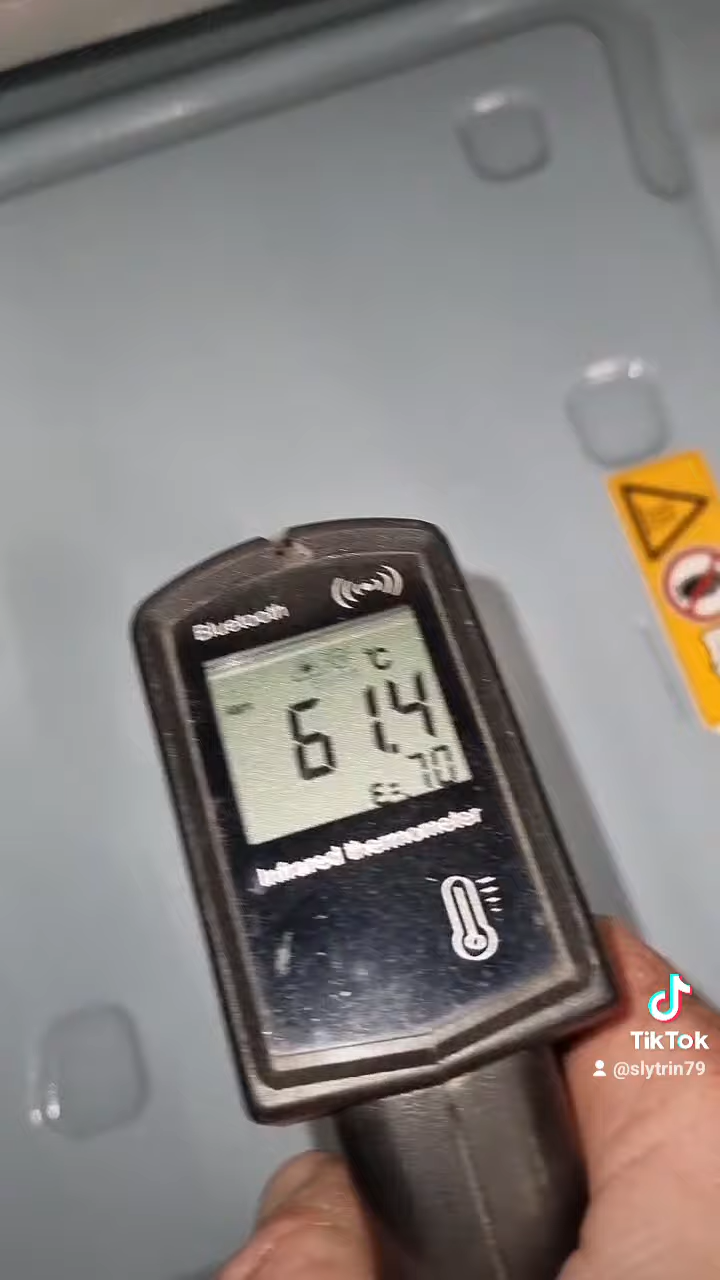 Bluetooth
°C
61.4
ε=.70
Infrared thermometer
TikTok
@slytrin79